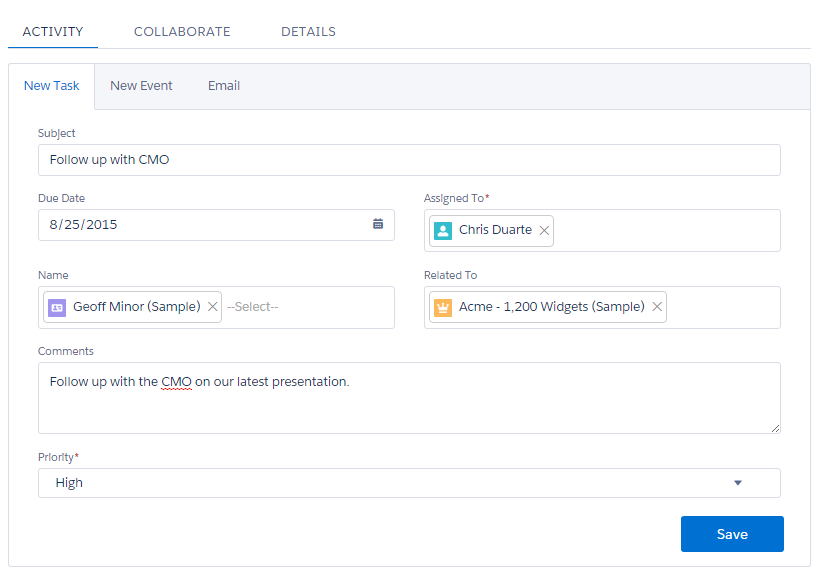 ACTIVITY COLLABORATE DETAILS
New Task New Event Email
Subject
Follow up with CMO
Due Date Assigned To*
8/25/2015 Chris Duarte
Name Related To
Geoff Minor (Sample) --Select-- Acme - 1,200 Widgets (Sample)
Comments
Follow up with the CMO on our latest presentation.
Priority*
High
Save